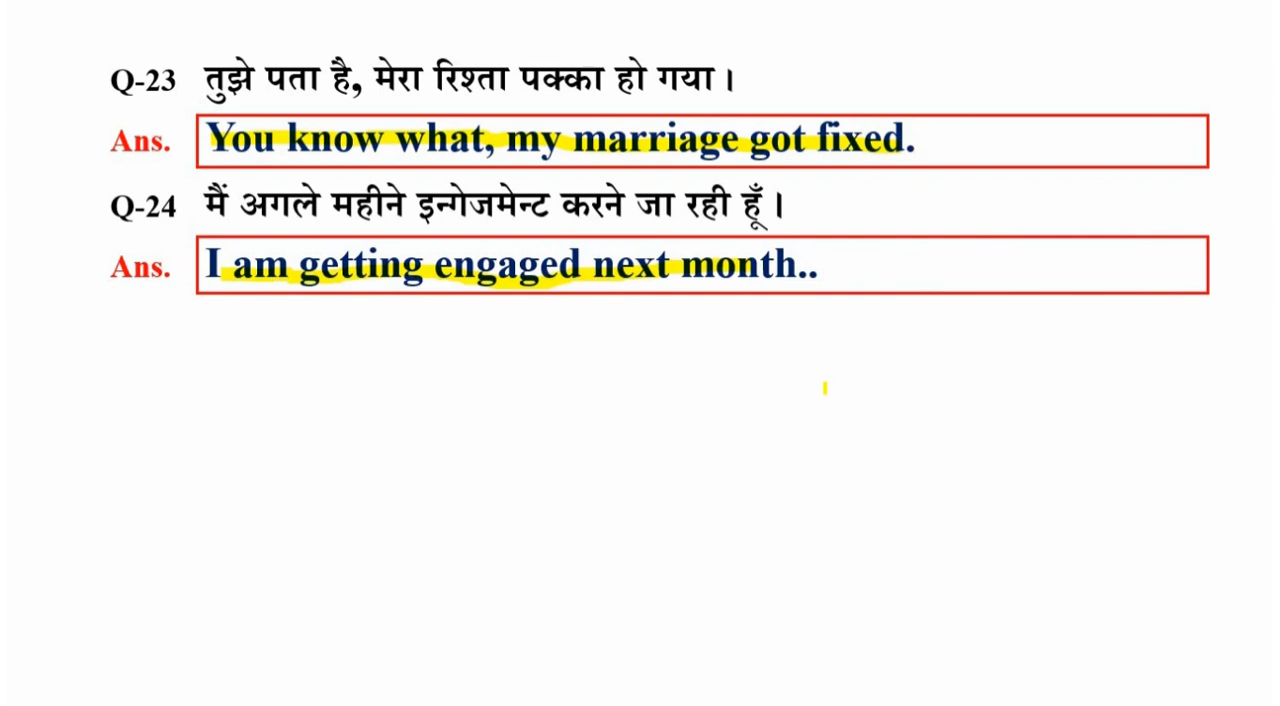 Q-23 तुझे पता है, मेरा रिश्ता पक्का हो गया।
Ans. You know what, my marriage got fixed.
Q-24 मैं अगले महीने इन्गेजमेन्ट करने जा रही हूँ।
Ans. I am getting engaged next month..